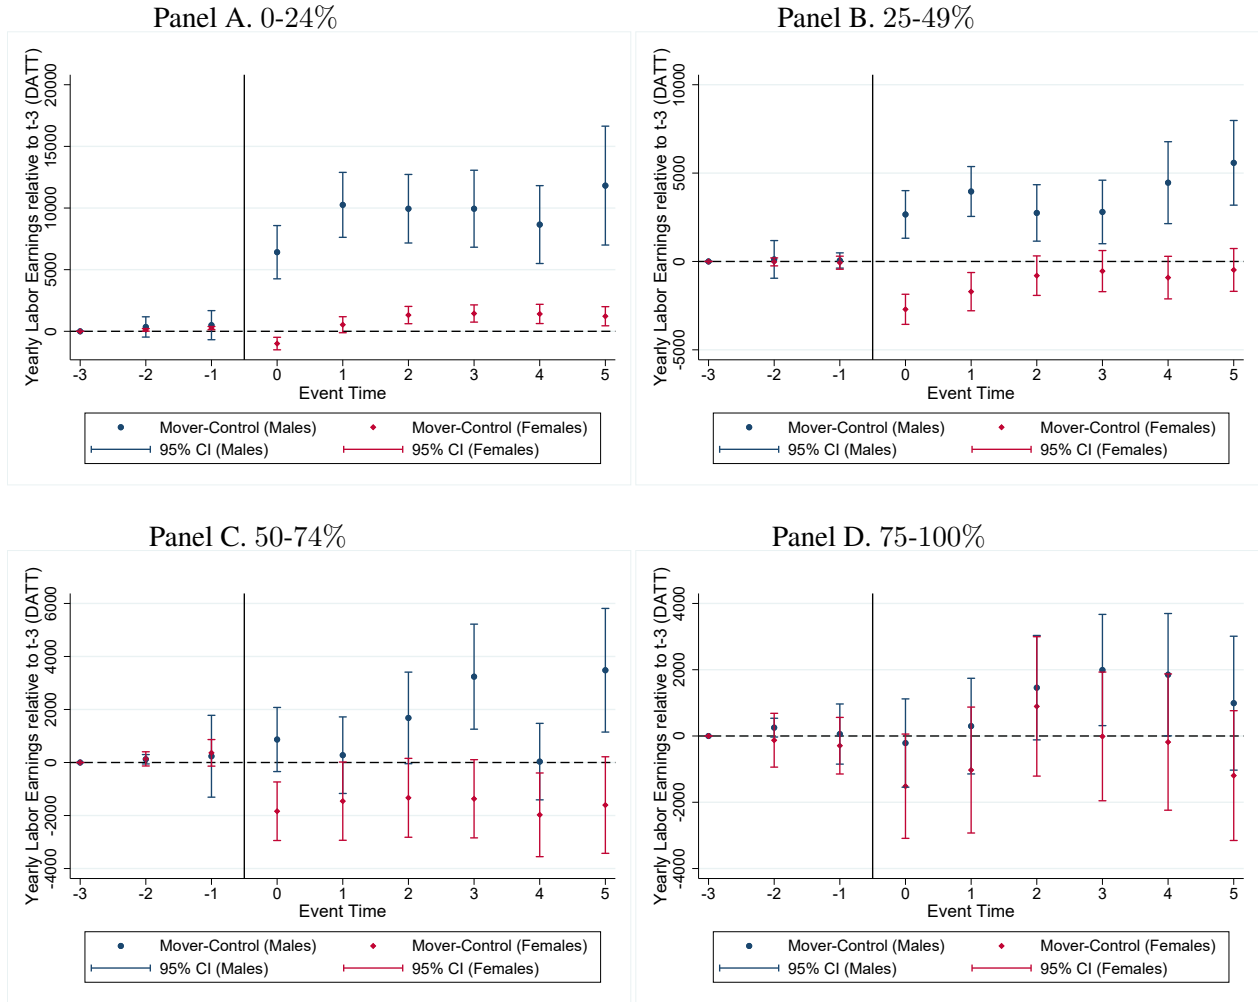 Panel A. 0-24%
Yearly Labor Earnings relative to t-3 (DATT)
20000
15000
10000
5000
0
-3 -2 -1 0 1 2 3 4 5
Event Time
Mover-Control (Males) Mover-Control (Females)
95% CI (Males) 95% CI (Females)
Panel B. 25-49%
Yearly Labor Earnings relative to t-3 (DATT)
10000
5000
0
-5000
-3 -2 -1 0 1 2 3 4 5
Event Time
Mover-Control (Males) Mover-Control (Females)
95% CI (Males) 95% CI (Females)
Panel C. 50-74%
Yearly Labor Earnings relative to t-3 (DATT)
6000
4000
2000
0
-2000
-4000
-3 -2 -1 0 1 2 3 4 5
Event Time
Mover-Control (Males) Mover-Control (Females)
95% CI (Males) 95% CI (Females)
Panel D. 75-100%
Yearly Labor Earnings relative to t-3 (DATT)
4000
2000
0
-2000
-4000
-3 -2 -1 0 1 2 3 4 5
Event Time
Mover-Control (Males) Mover-Control (Females)
95% CI (Males) 95% CI (Females)